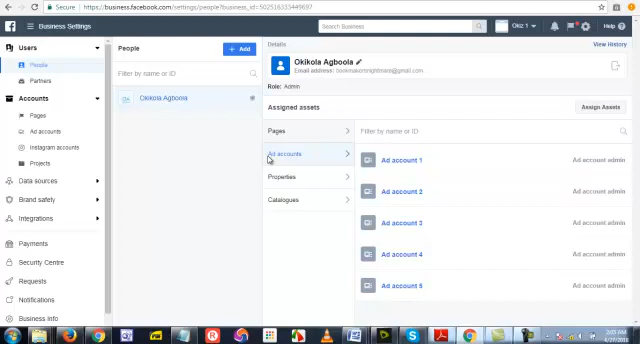 Secure
https://business.facebook.com/settings/people?business_id=502516333449697
Business Settings
Search Business
Okiz 1
Help
Users
People
Partners
Accounts
Pages
Ad accounts
Instagram accounts
Projects
Data sources
Brand safety
Integrations
Payments
Security Centre
Requests
Notifications
Business Info
People
+ Add
Filter by name or ID
Okikola Agboola
Details
View History
Okikola Agboola
Email address:
Role: Admin
Assigned assets
Assign Assets
Pages
Ad accounts
Properties
Catalogues
Filter by name or ID
Ad account 1
Ad account admin
Ad account 2
Ad account admin
Ad account 3
Ad account admin
Ad account 4
Ad account admin
Ad account 5
Ad account admin
4/27/2018